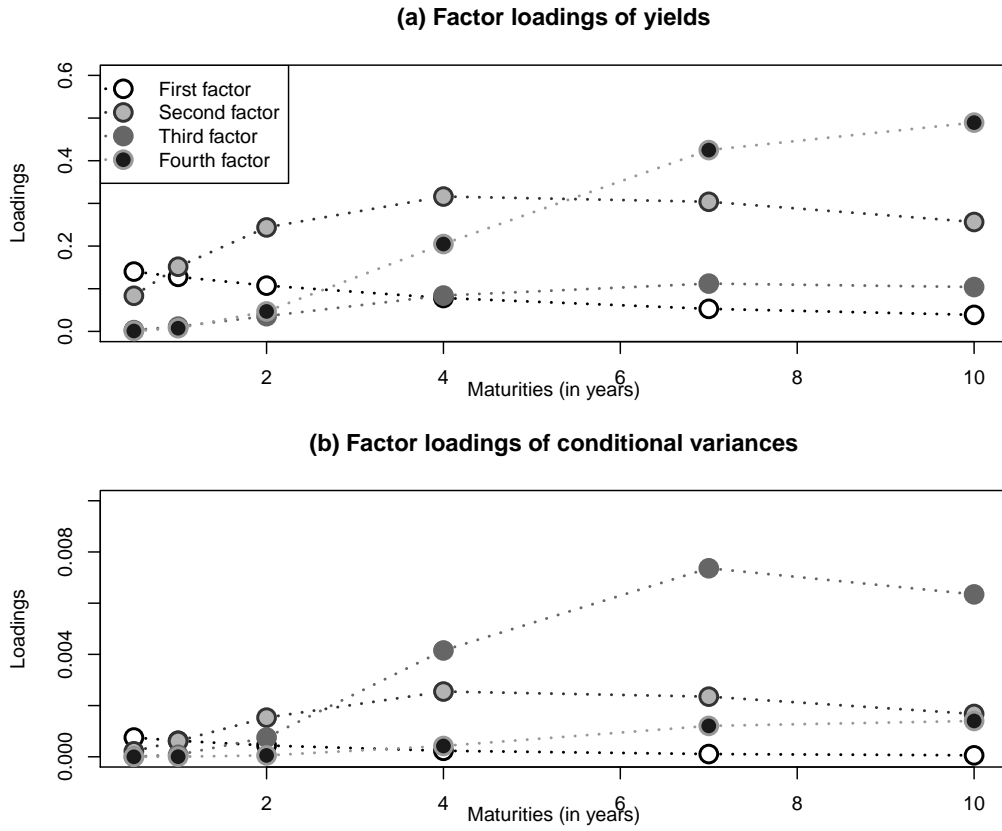 (a) Factor loadings of yields
0.6
0.4
0.2
0.0
Loadings
First factor
Second factor
Third factor
Fourth factor
2 4 6 8 10
Maturities (in years)
(b) Factor loadings of conditional variances
0.008
0.004
0.000
Loadings
2 4 6 8 10
Maturities (in years)